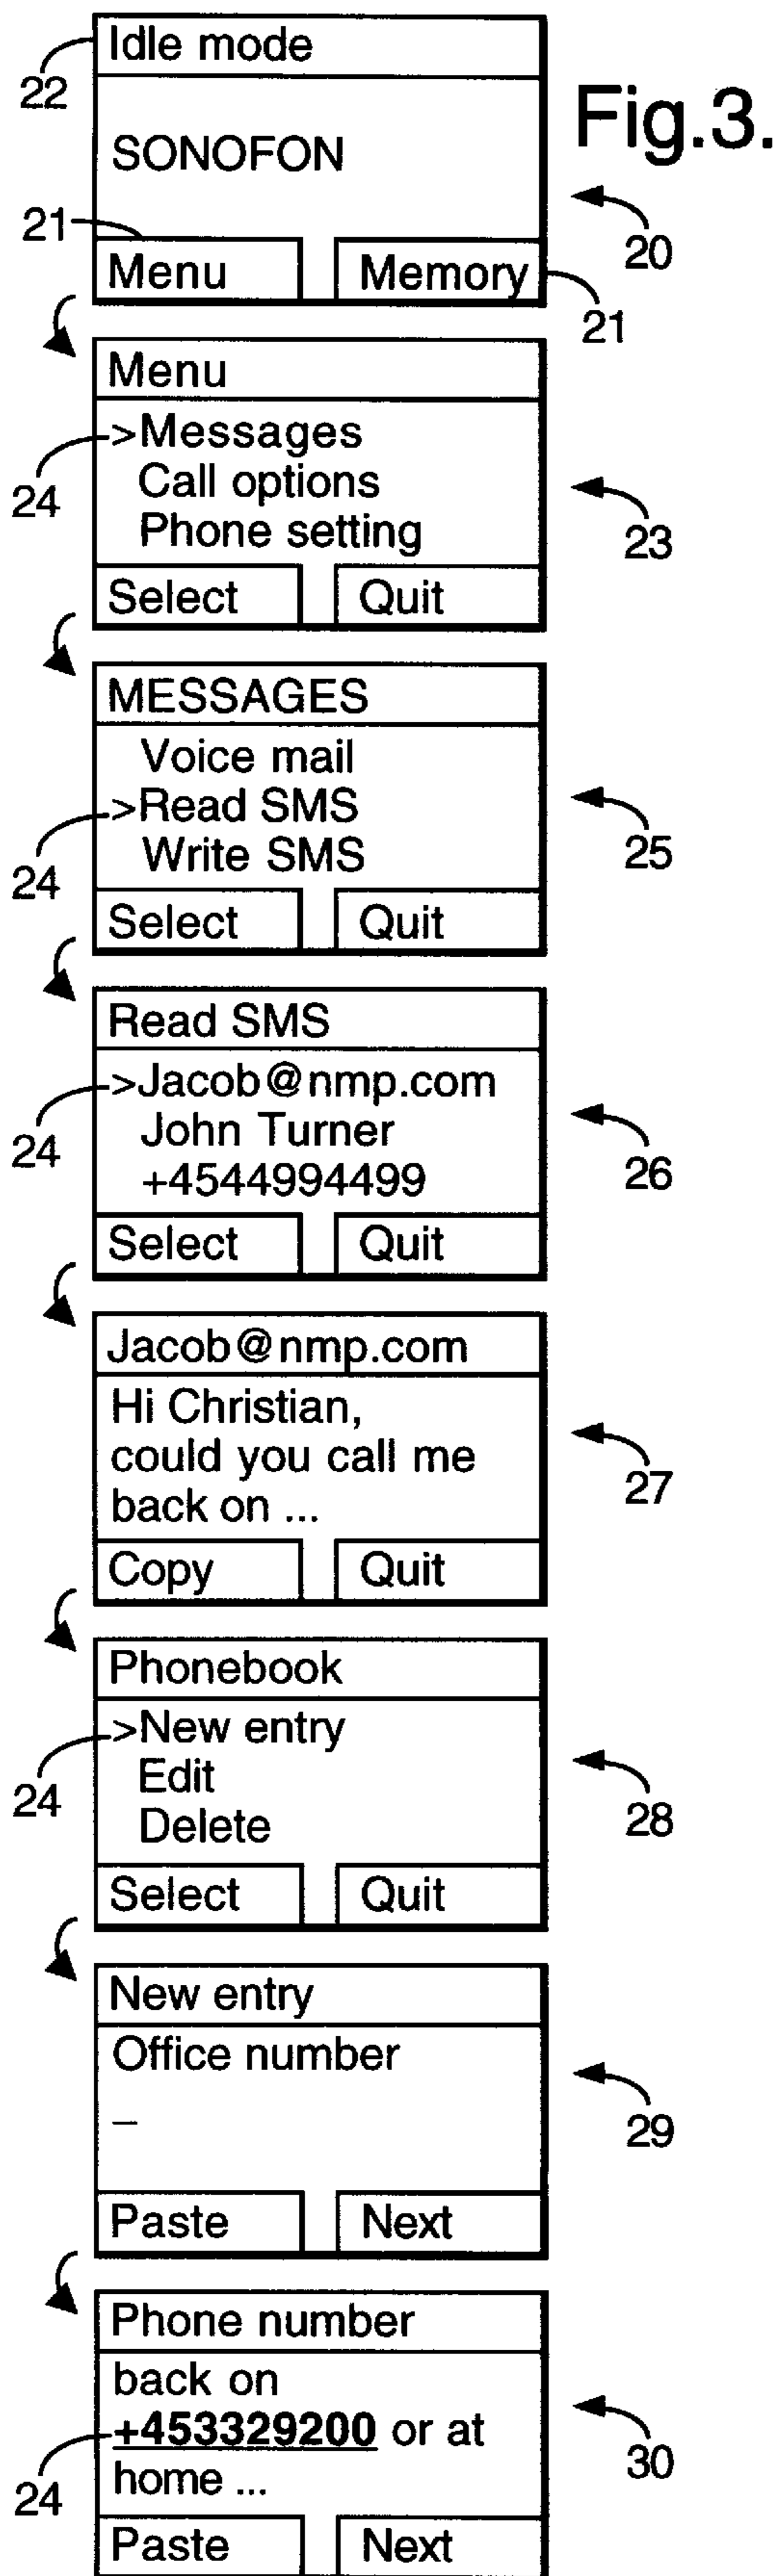 Idle mode
22
Fig.3.
SONOFON
21
20
Menu
Memory
21
Menu
>Messages
24
Call options
23
Phone setting
Select
Quit
MESSAGES
Voice mail
>Read SMS
25
24
Write SMS
Select
Quit
Read SMS
>Jacob@nmp.com
24
John Turner
26
+4544994499
Select
Quit
Jacob@nmp.com
Hi Christian,
could you call me
27
back on ...
Copy
Quit
Phonebook
>New entry
24
Edit
28
Delete
Select
Quit
New entry
Office number
29
_
Paste
Next
Phone number
back on
+453329200 or at
30
24
home ...
Paste
Next